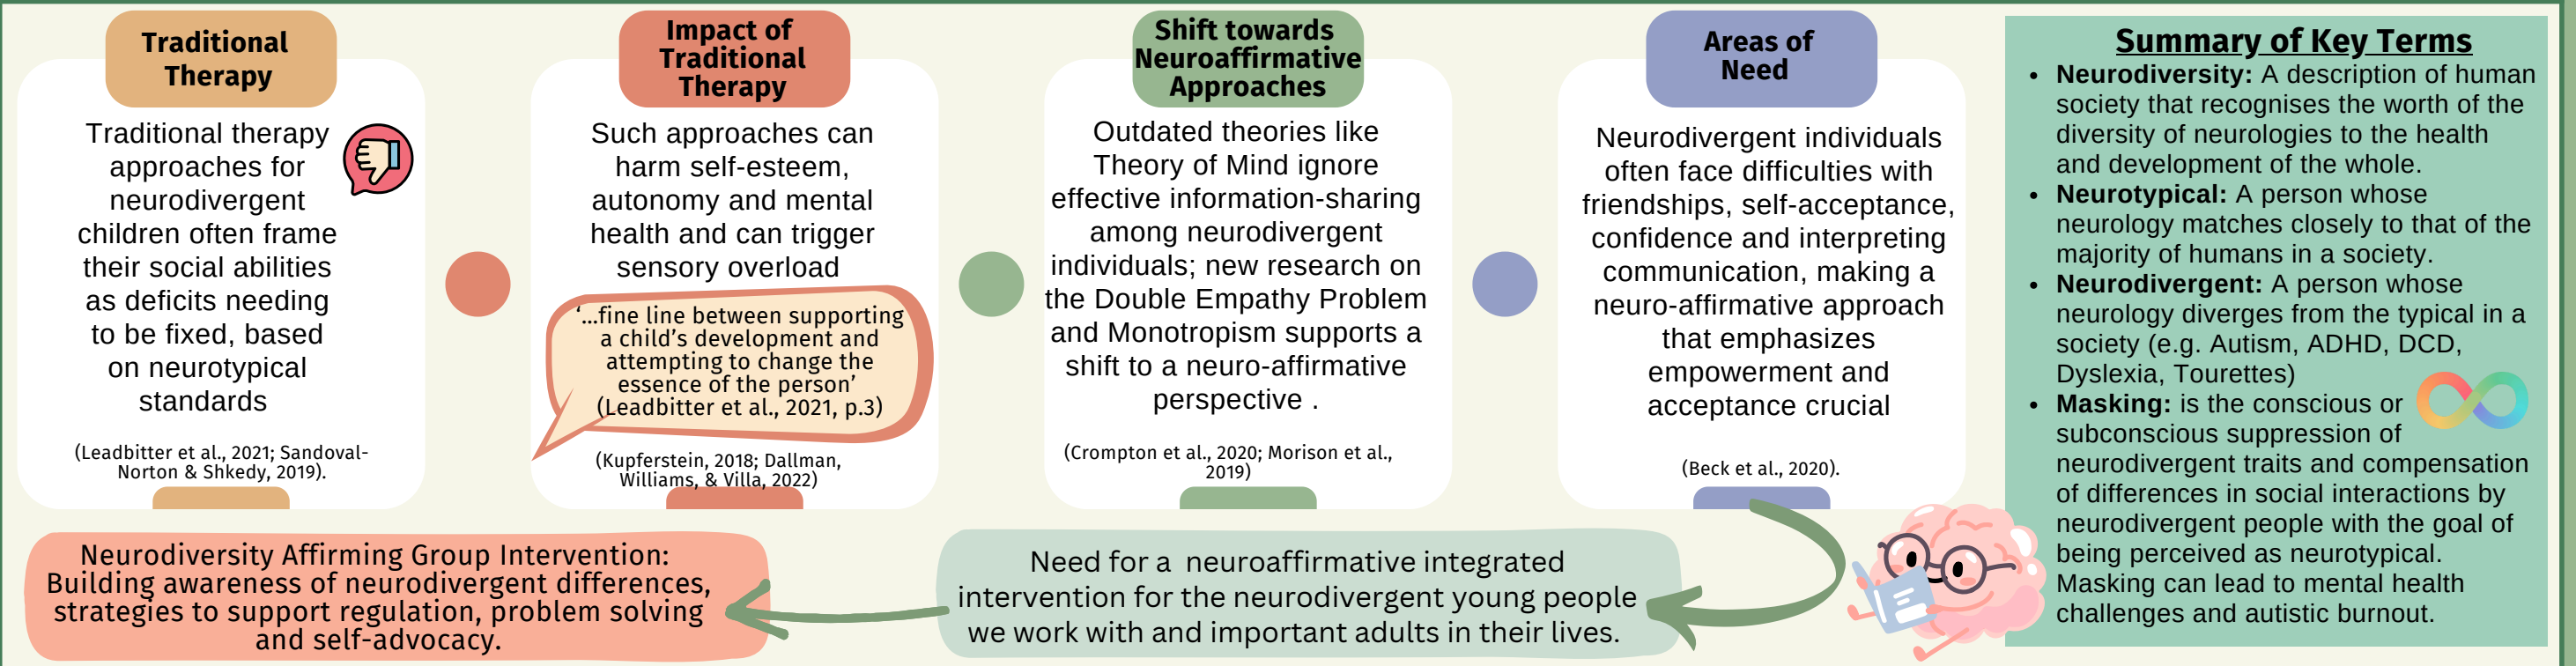 Traditional
Therapy
Traditional therapy
approaches for
neurodivergent
children often frame
their social abilities
as deficits needing
to be fixed, based
on neurotypical
standards
(Leadbitter et al., 2021; Sandoval-
Norton & Shkedy, 2019).
Impact of
Traditional
Therapy
Such approaches can
harm self-esteem,
autonomy and mental
health and can trigger
sensory overload
‘...fine line between supporting
a child’s development and
attempting to change the
essence of the person’
(Leadbitter et al., 2021, p.3)
(Kupferstein, 2018; Dallman,
Williams, & Villa, 2022)
Shift towards
Neuroaffirmative
Approaches
Outdated theories like
Theory of Mind ignore
effective information-sharing
among neurodivergent
individuals; new research on
the Double Empathy Problem
and Monotropism supports a
shift to a neuro-affirmative
perspective .
(Crompton et al., 2020; Morison et al.,
2019)
Areas of
Need
Neurodivergent individuals
often face difficulties with
friendships, self-acceptance,
confidence and interpreting
communication, making a
neuro-affirmative approach
that emphasizes
empowerment and
acceptance crucial
(Beck et al., 2020).
Need for a neuroaffirmative integrated
intervention for the neurodivergent young people
we work with and important adults in their lives.
Neurodiversity Affirming Group Intervention:
Building awareness of neurodivergent differences,
strategies to support regulation, problem solving
and self-advocacy.
Summary of Key Terms
• Neurodiversity: A description of human
society that recognises the worth of the
diversity of neurologies to the health
and development of the whole.
• Neurotypical: A person whose
neurology matches closely to that of the
majority of humans in a society.
• Neurodivergent: A person whose
neurology diverges from the typical in a
society (e.g. Autism, ADHD, DCD,
Dyslexia, Tourettes)
• Masking: is the conscious or
subconscious suppression of
neurodivergent traits and compensation
of differences in social interactions by
neurodivergent people with the goal of
being perceived as neurotypical.
Masking can lead to mental health
challenges and autistic burnout.